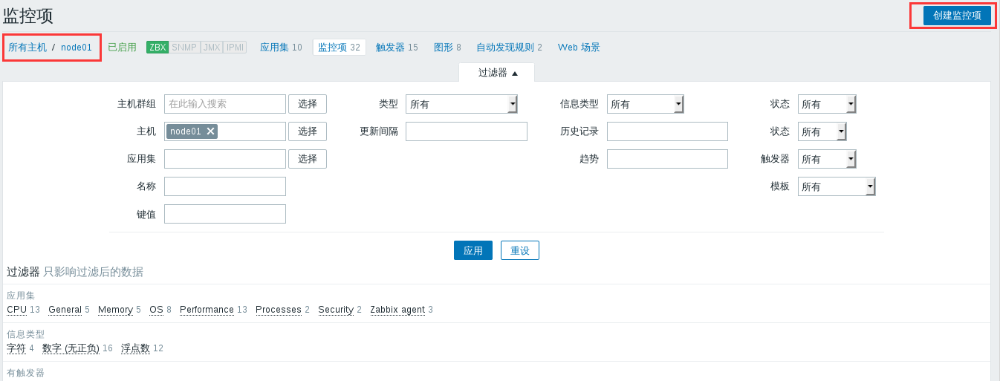 监控项 创建监控项
所有主机 / node01 已启用 ZBX SNMP JMX IPMI 应用集 10 监控项 32 触发器 15 图形 8 自动发现规则 2 Web 场景
过滤器
主机群组 在此输入搜索 选择 类型 所有 信息类型 所有 状态 所有
主机 node01 选择 更新间隔 历史记录 状态 所有
应用集 选择 趋势 触发器 所有
名称 模板 所有
键值
应用 重设
过滤器 只影响过滤后的数据
应用集
CPU 13 General 5 Memory 5 OS 8 Performance 13 Processes 2 Security 2 Zabbix agent 3
信息类型
字符 4 数字 (无正负) 16 浮点数 12
有触发器